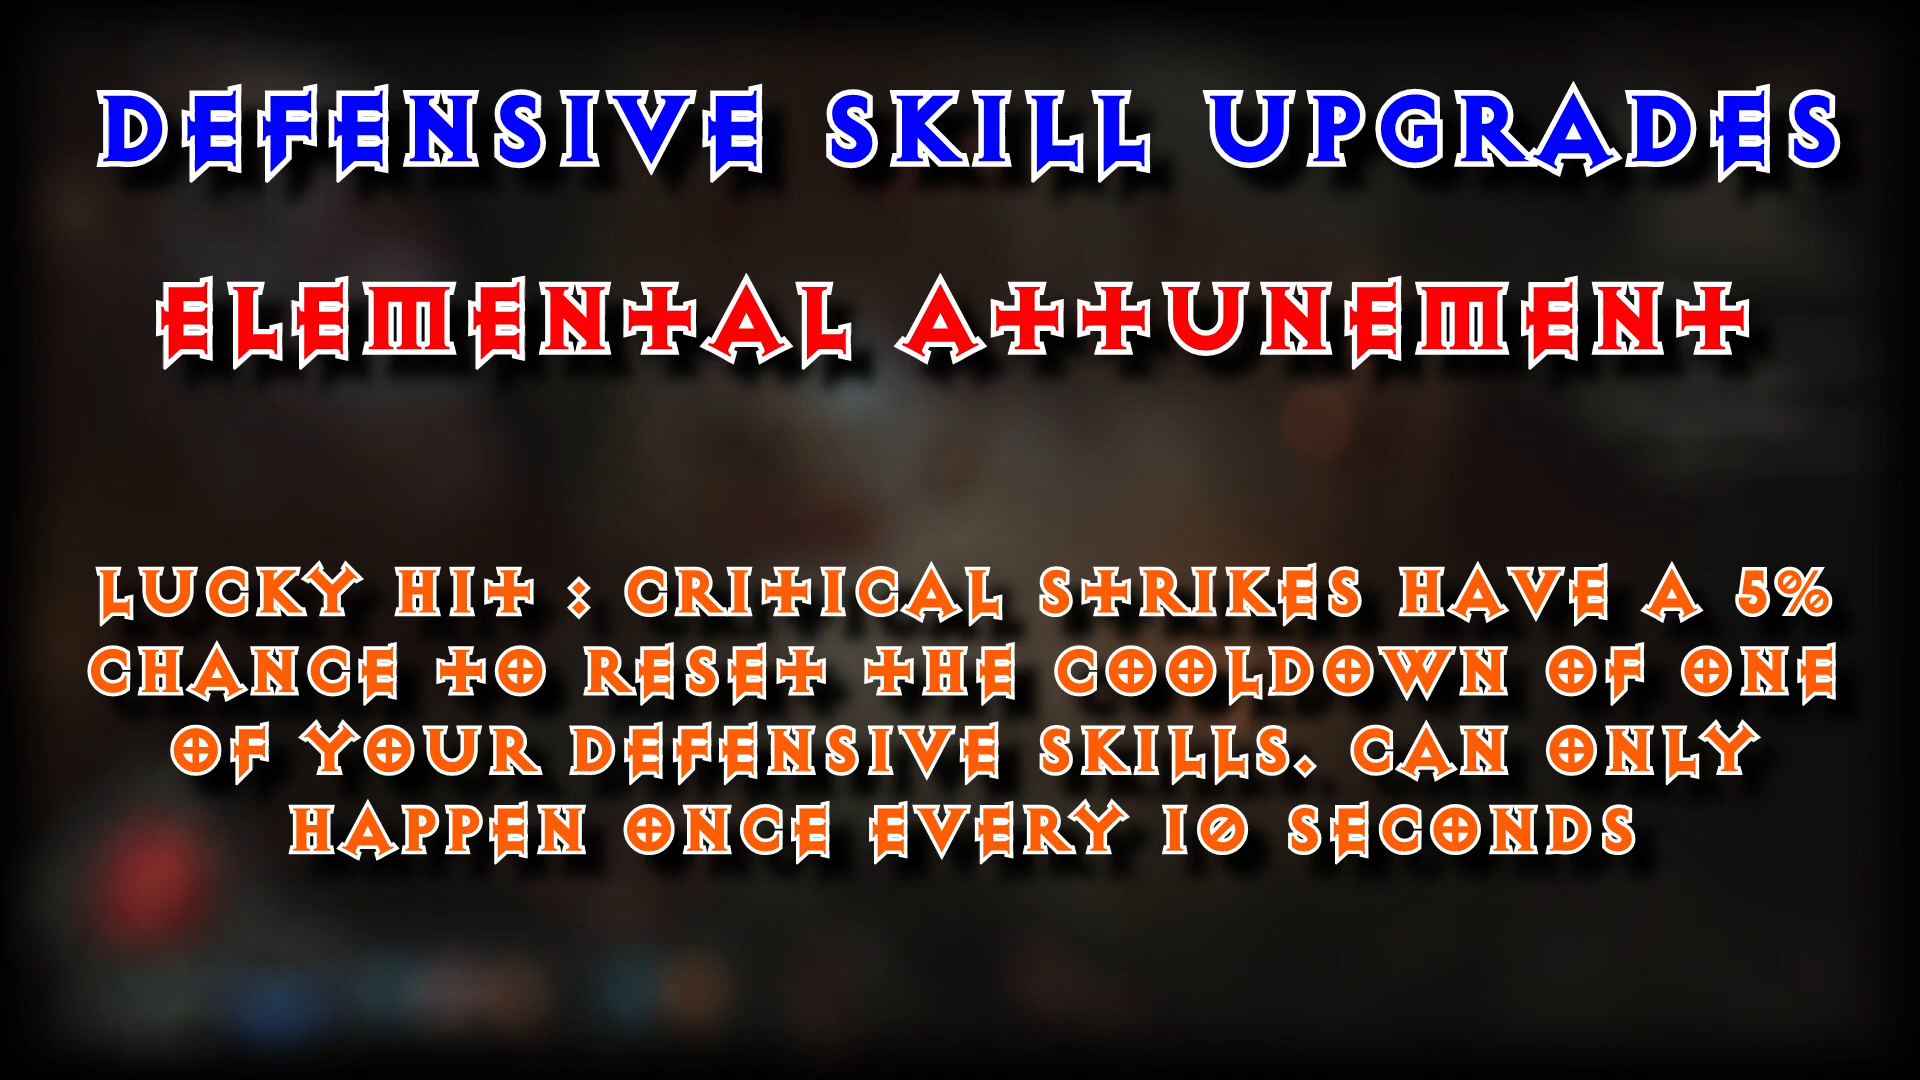 DEFENSIVE SKILL UPGRADES
ELEMENTAL ATTUNEMENT
LUCKY HIT : CRITICAL STRIKES HAVE A 5%
CHANCE TO RESET THE COOLDOWN OF ONE
OF YOUR DEFENSIVE SKILLS. CAN ONLY
HAPPEN ONCE EVERY 10 SECONDS